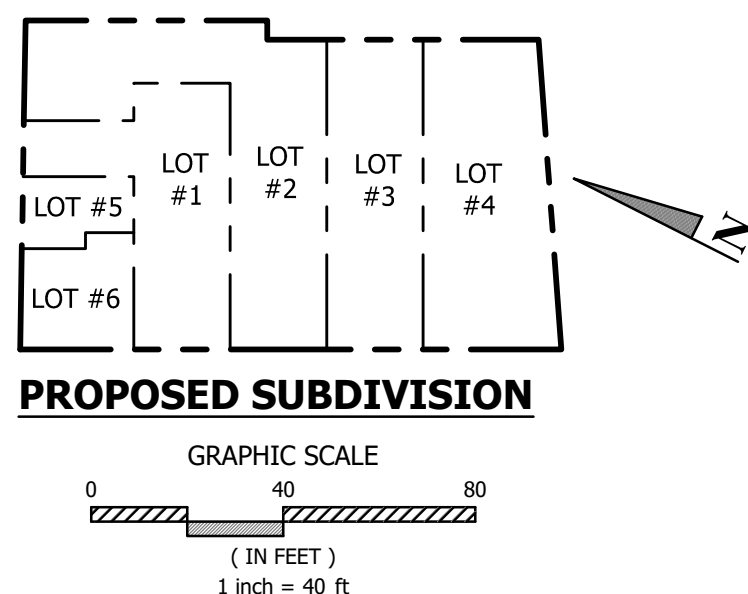 LOT
#1
LOT
#2
LOT
#3
LOT
#4
LOT #5
LOT #6
N
PROPOSED SUBDIVISION
GRAPHIC SCALE
0 40 80
( IN FEET )
1 inch = 40 ft